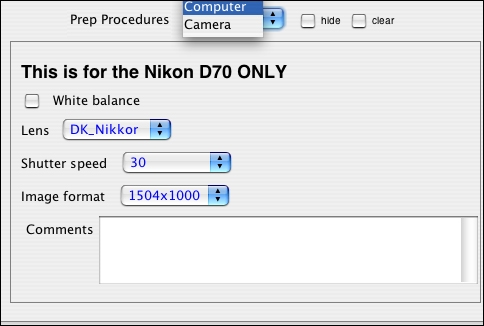 Computer
Prep Procedures hide clear
Camera
This is for the Nikon D70 ONLY
White balance
Lens DK_Nikkor
Shutter speed 30
Image format 1504x1000
Comments